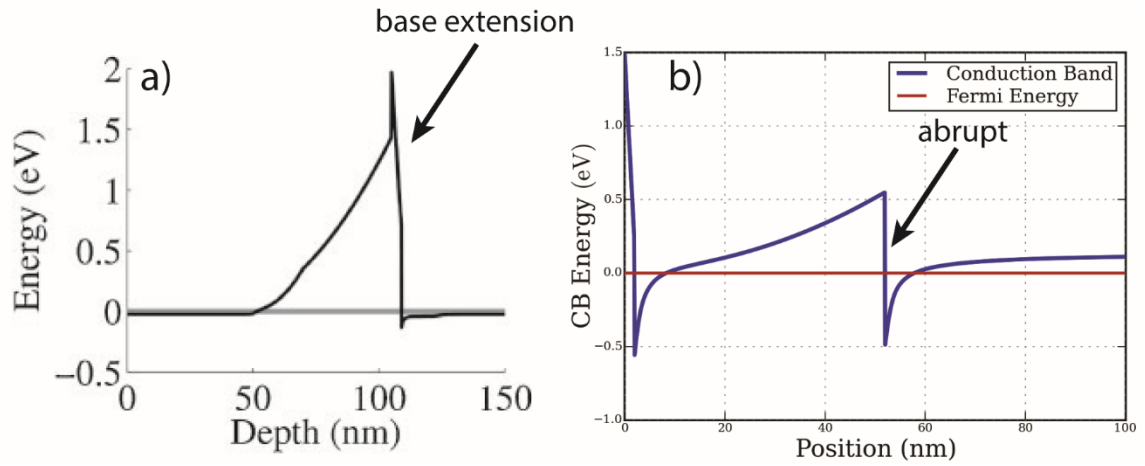 base extension
a)
Energy (eV)
2
1.5
1
0.5
0
−0.5
0
50
100
150
Depth (nm)
b)
Conduction Band
Fermi Energy
abrupt
CB Energy (eV)
1.5
1.0
0.5
0.0
−0.5
−1.0
0
20
40
60
80
100
Position (nm)